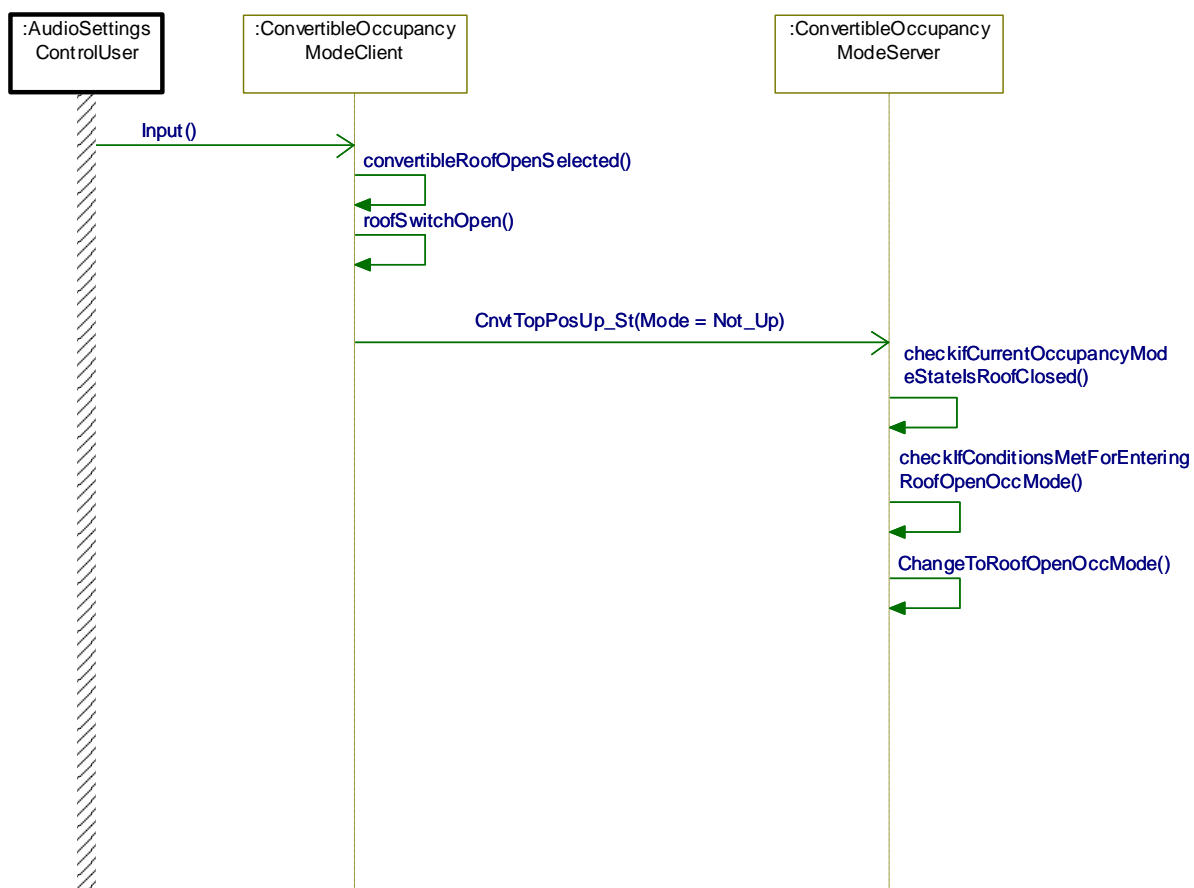 :AudioSettings
ControlUser
:ConvertibleOccupancy
ModeClient
:ConvertibleOccupancy
ModeServer
Input()
convertibleRoofOpenSelected()
roofSwitchOpen()
CnvtTopPosUp_St(Mode = Not_Up)
checkifCurrentOccupancyMod
eStateIsRoofClosed()
checkIfConditionsMetForEntering
RoofOpenOccMode()
ChangeToRoofOpenOccMode()